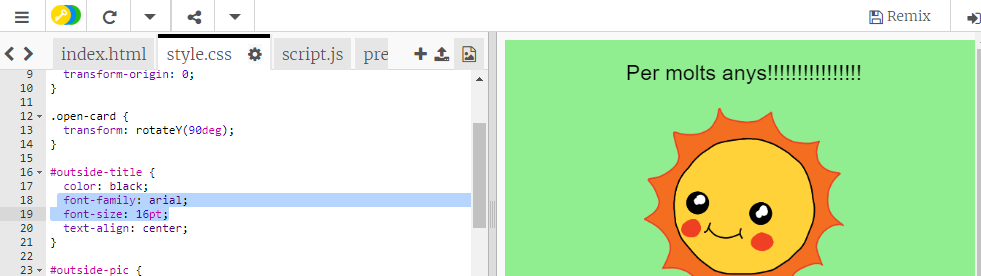 Remix
index.html
style.css
script.js
pre
9 transform-origin: 0;
10 }
11
12 .open-card {
13 transform: rotateY(90deg);
14 }
15
16 #outside-title {
17 color: black;
18 font-family: arial;
19 font-size: 16pt;
20 text-align: center;
21 }
22
23 #outside-pic {
Per molts anys!!!!!!!!!!!!!!!!